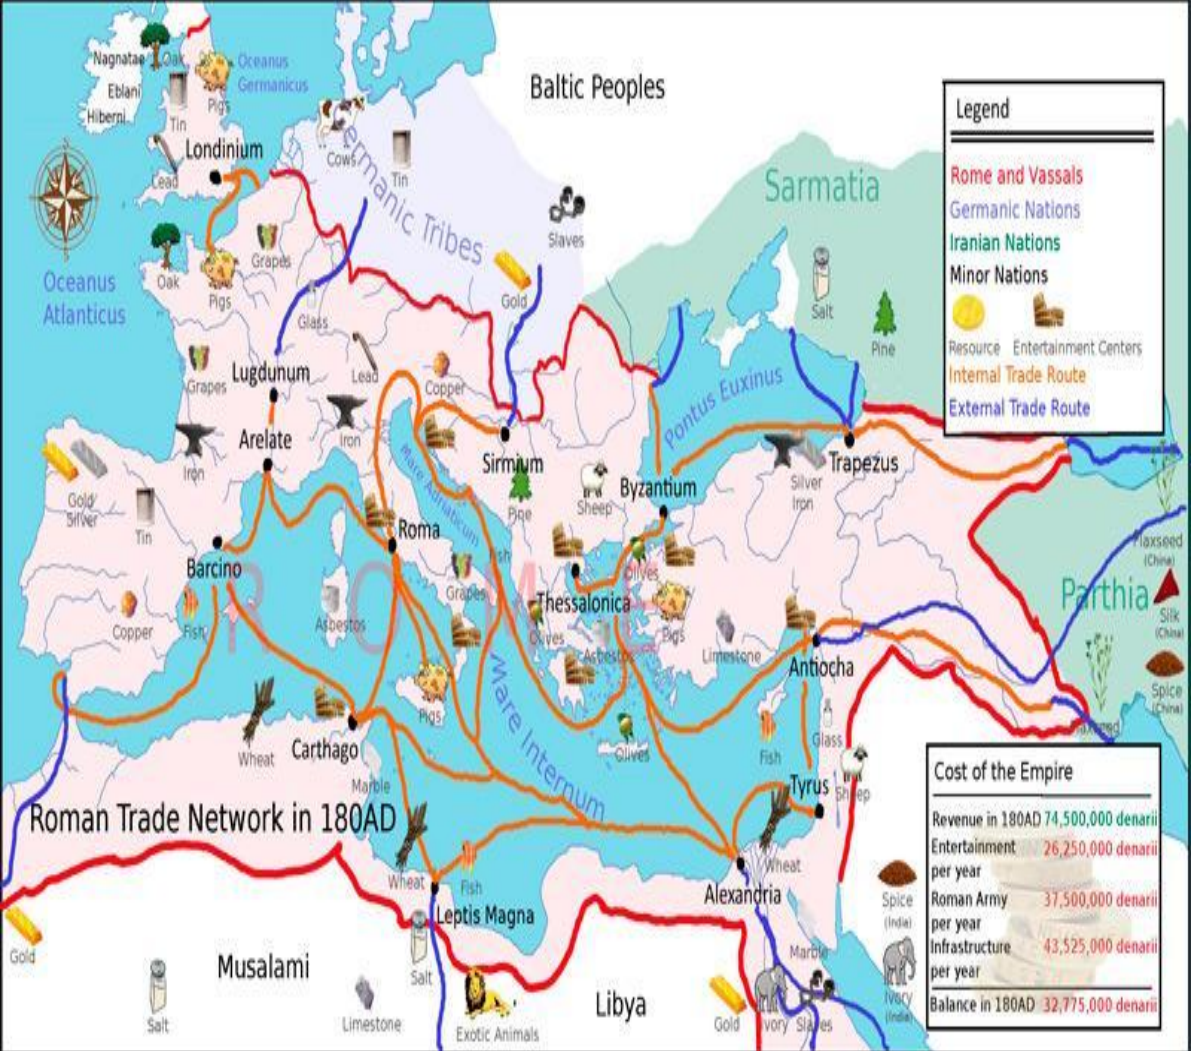 Baltic Peoples
Nagnatae
Oak
Eblani
Hiberni
Oceanus
Germanicus
Pigs
Tin
Londinium
Lead
Cows
Tin
ermanic Tribes
Slaves
Sarmatia
Salt
Pine
Legend
Rome and Vassals
Germanic Nations
Iranian Nations
Minor Nations
Resource
Entertainment Centers
Internal Trade Route
External Trade Route
Oceanus
Atlanticus
Oak
Pigs
Grapes
Glass
Gold
Grapes
Lugdunum
Lead
Copper
Pontus Euxinus
Arelate
Iron
Iron
Mare Adriaticum
Sirmium
Pine
Sheep
Byzantium
Silver
Iron
Trapezus
Gold
Silver
Tin
Roma
Barcino
Copper
Fish
Asbestos
Grapes
Fish
ROME
Olives
Thessalonica
Olives
Asbestos
Pigs
Limestone
Antiocha
Parthia
Flaxseed
(China)
Silk
(China)
Spice
(China)
Flaxseed
Pigs
Mare Internum
Olives
Fish
Glass
Wheat
Carthago
Marble
Tyrus
Sheep
Roman Trade Network in 180AD
Wheat
Fish
Wheat
Leptis Magna
Alexandria
Spice
(India)
Marble
Ivory
(India)
Gold
Salt
Musalami
Limestone
Salt
Exotic Animals
Libya
Gold
Ivory
Slaves
Cost of the Empire
Revenue in 180AD 74,500,000 denarii
Entertainment 26,250,000 denarii
per year
Roman Army 37,500,000 denarii
per year
Infrastructure 43,525,000 denarii
per year
Balance in 180AD 32,775,000 denarii